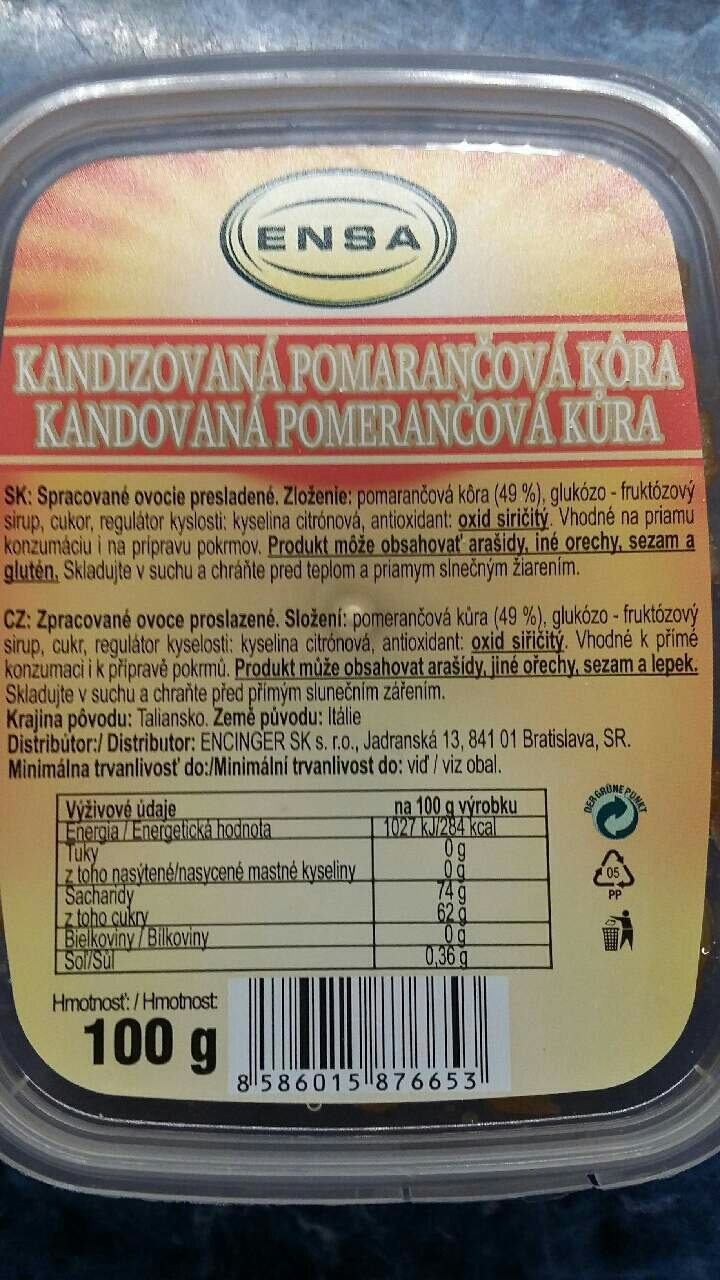 ENSA
KANDIZOVANÁ POMARANČOVÁ KÔRA
KANDOVANÁ POMERANČOVÁ KŮRA
SK: Spracované ovocie presladené. Zloženie: pomarančová kôra (49 %), glukózo - fruktózový
sirup, cukor, regulátor kyslosti: kyselina citrónová, antioxidant: oxid siričitý. Vhodné na priamu
konzumáciu i na prípravu pokrmov. Produkt môže obsahovať arašidy, iné orechy, sezam a
glutén. Skladujte v suchu a chráňte pred teplom a priamym slnečným žiarením.
CZ: Zpracované ovoce proslazené. Složení: pomerančová kůra (49 %), glukózo - fruktózový
sirup, cukr, regulátor kyselosti: kyselina citrónová, antioxidant: oxid siřičitý. Vhodné k přímé
konzumaci i k přípravě pokrmů. Produkt může obsahovat arašídy, jiné ořechy, sezam a lepek.
Skladujte v suchu a chraňte před přímým slunečním zářením.
Krajina pôvodu: Taliansko. Země původu: Itálie
Distribútor:/ Distributor: ENCINGER SK s. r.o., Jadranská 13, 841 01 Bratislava, SR.
Minimálna trvanlivosť do:/Minimální trvanlivost do: viď / viz obal.
Výživové údaje na 100 g výrobku
Energia / Energetická hodnota 1027 kJ/284 kcal
Tuky 0 g
z toho nasýtené/nasycené mastné kyseliny 0 g
Sacharidy 74 g
z toho cukry 62 g
Bielkoviny / Bílkoviny 0 g
Soľ/Sůl 0,36 g
DER GRÜNE PUNKT
05
PP
Hmotnosť: / Hmotnost:
100 g
8 586015 876653